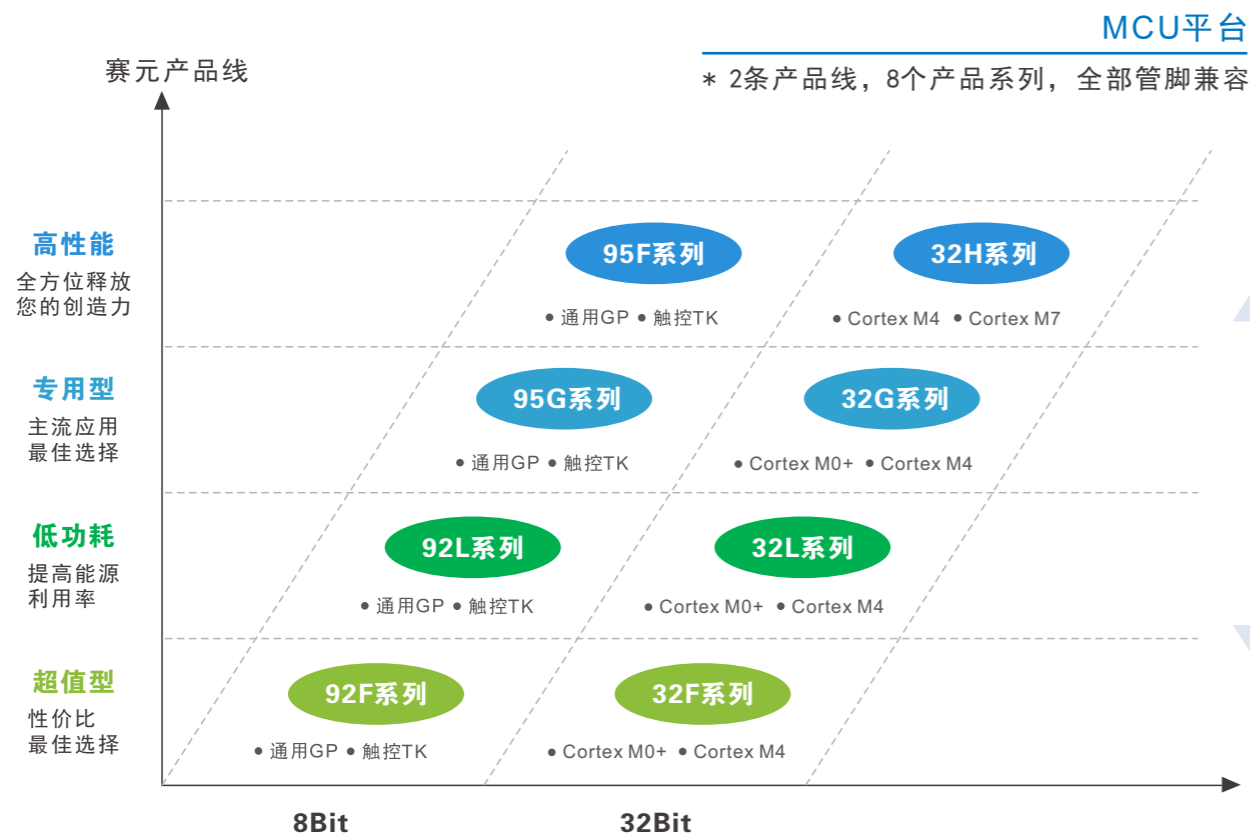 MCU平台
* 2条产品线，8个产品系列，全部管脚兼容
赛元产品线
高性能
全方位释放
您的创造力
95F系列
32H系列
• 通用GP • 触控TK
• Cortex M4 • Cortex M7
专用型
主流应用
最佳选择
95G系列
32G系列
• 通用GP • 触控TK
• Cortex M0+ • Cortex M4
低功耗
提高能源
利用率
92L系列
32L系列
• 通用GP • 触控TK
• Cortex M0+ • Cortex M4
超值型
性价比
最佳选择
92F系列
32F系列
• 通用GP • 触控TK
• Cortex M0+ • Cortex M4
8Bit
32Bit